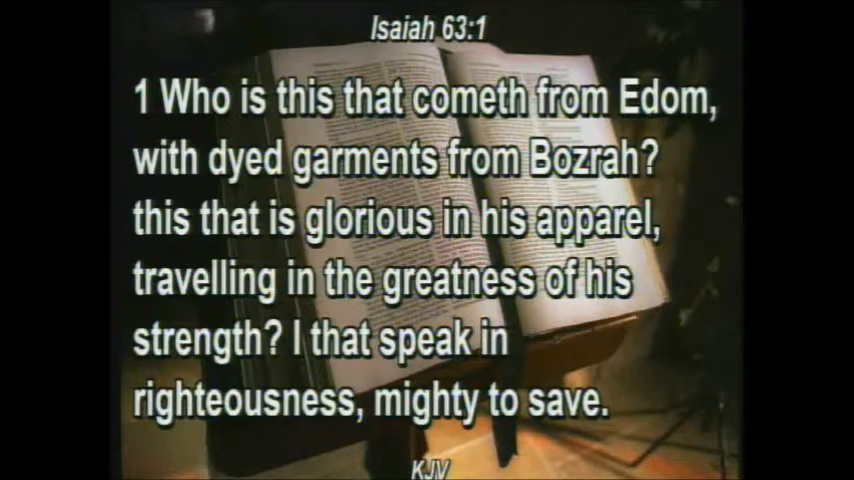 Isaiah 63:1
1 Who is this that cometh from Edom,
with dyed garments from Bozrah?
this that is glorious in his apparel,
travelling in the greatness of his
strength? I that speak in
righteousness, mighty to save.
KJV